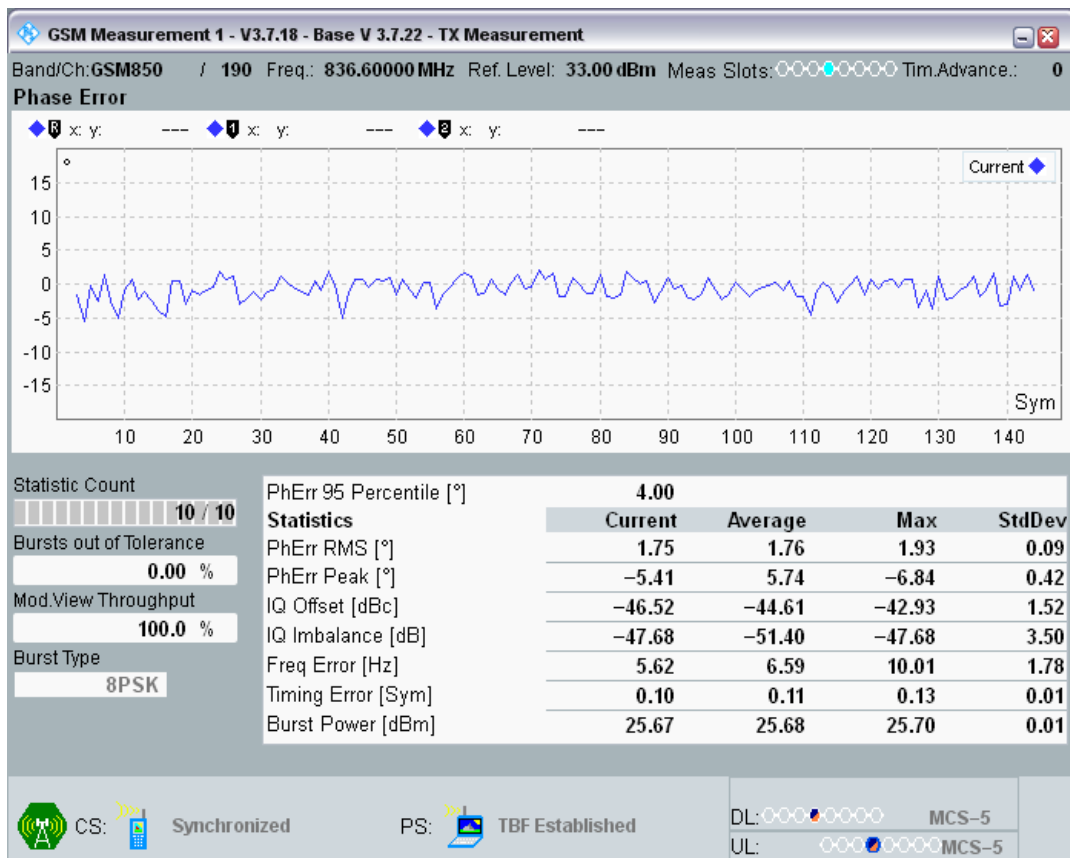 GSM Measurement 1 - V3.7.18 - Base V 3.7.22 - TX Measurement
Band/Ch:GSM850 / 190 Freq.: 836.60000 MHz Ref. Level: 33.00 dBm Meas Slots: Tim.Advance.: 0
Phase Error
R x: y: --- 1 x: y: --- 2 x: y: ---
° Current
15
10
5
0
-5
-10
-15
Sym
10 20 30 40 50 60 70 80 90 100 110 120 130 140
Statistic Count
10 / 10
Bursts out of Tolerance
0.00 %
Mod.View Throughput
100.0 %
Burst Type
8PSK
PhErr 95 Percentile [°] 4.00
Statistics Current Average Max StdDev
PhErr RMS [°] 1.75 1.76 1.93 0.09
PhErr Peak [°] −5.41 5.74 −6.84 0.42
IQ Offset [dBc] −46.52 −44.61 −42.93 1.52
IQ Imbalance [dB] −47.68 −51.40 −47.68 3.50
Freq Error [Hz] 5.62 6.59 10.01 1.78
Timing Error [Sym] 0.10 0.11 0.13 0.01
Burst Power [dBm] 25.67 25.68 25.70 0.01
CS: Synchronized PS: TBF Established DL: MCS−5
UL: MCS−5